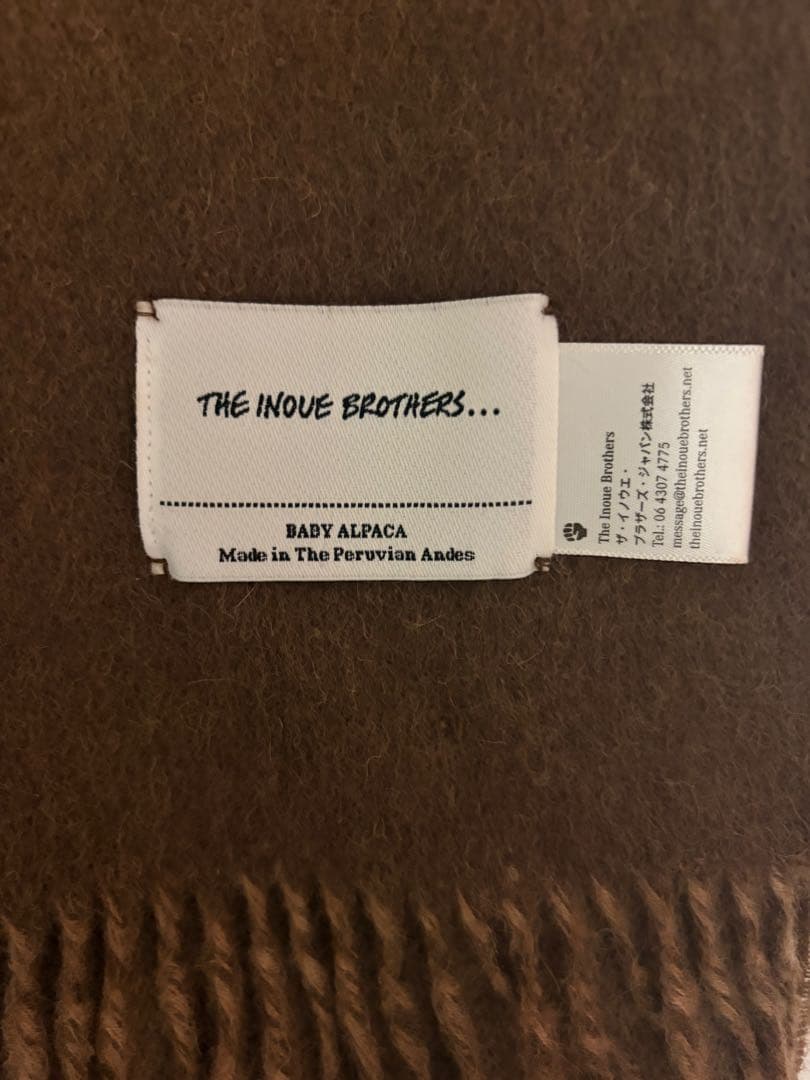 THE INOUE BROTHERS...
BABY ALPACA
Made in The Peruvian Andes
The Inoue Brothers
ザ・イノウエ・
ブラザーズ・ジャパン株式会社
Tel.: 06 4307 4775
message@theinouebrothers.net
theinouebrothers.net